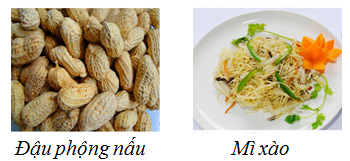 Đậu phộng nấu
Mì xào